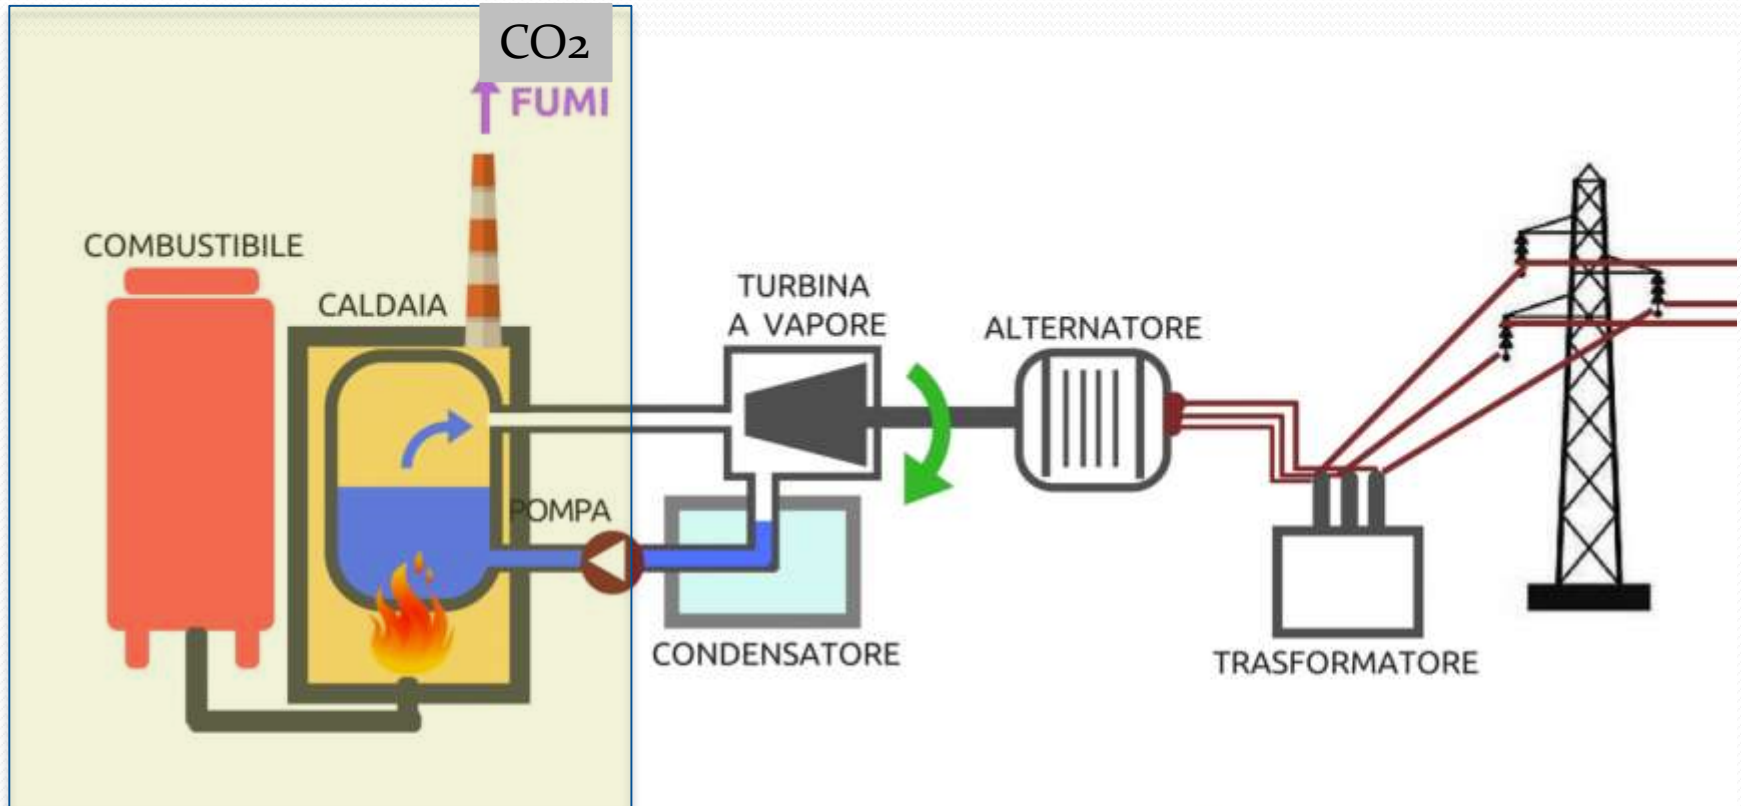 CO2
FUMI
COMBUSTIBILE
CALDAIA
TURBINA
A VAPORE
ALTERNATORE
POMPA
CONDENSATORE
TRASFORMATORE